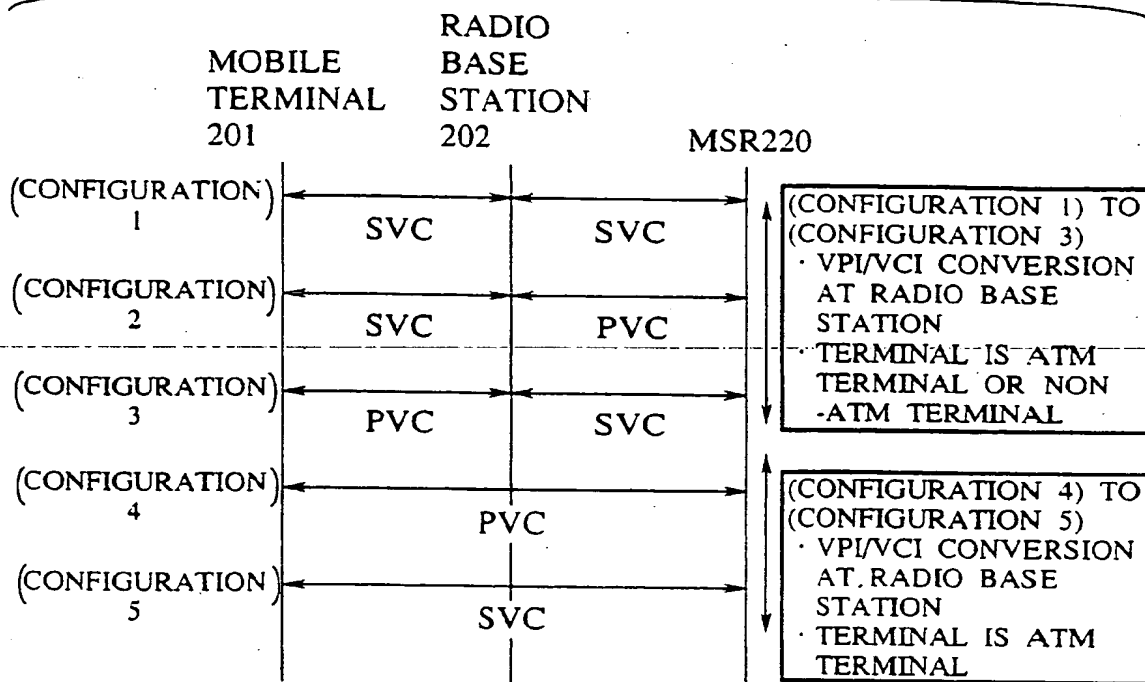 MOBILE
TERMINAL
201
RADIO
BASE
STATION
202
MSR220
(CONFIGURATION)
1
SVC
SVC
(CONFIGURATION)
2
SVC
PVC
(CONFIGURATION)
3
PVC
SVC
(CONFIGURATION)
4
PVC
(CONFIGURATION)
5
SVC
(CONFIGURATION 1) TO
(CONFIGURATION 3)
· VPI/VCI CONVERSION
AT RADIO BASE
STATION
· TERMINAL IS ATM
TERMINAL OR NON
-ATM TERMINAL
(CONFIGURATION 4) TO
(CONFIGURATION 5)
· VPI/VCI CONVERSION
AT.RADIO BASE
STATION
· TERMINAL IS ATM
TERMINAL